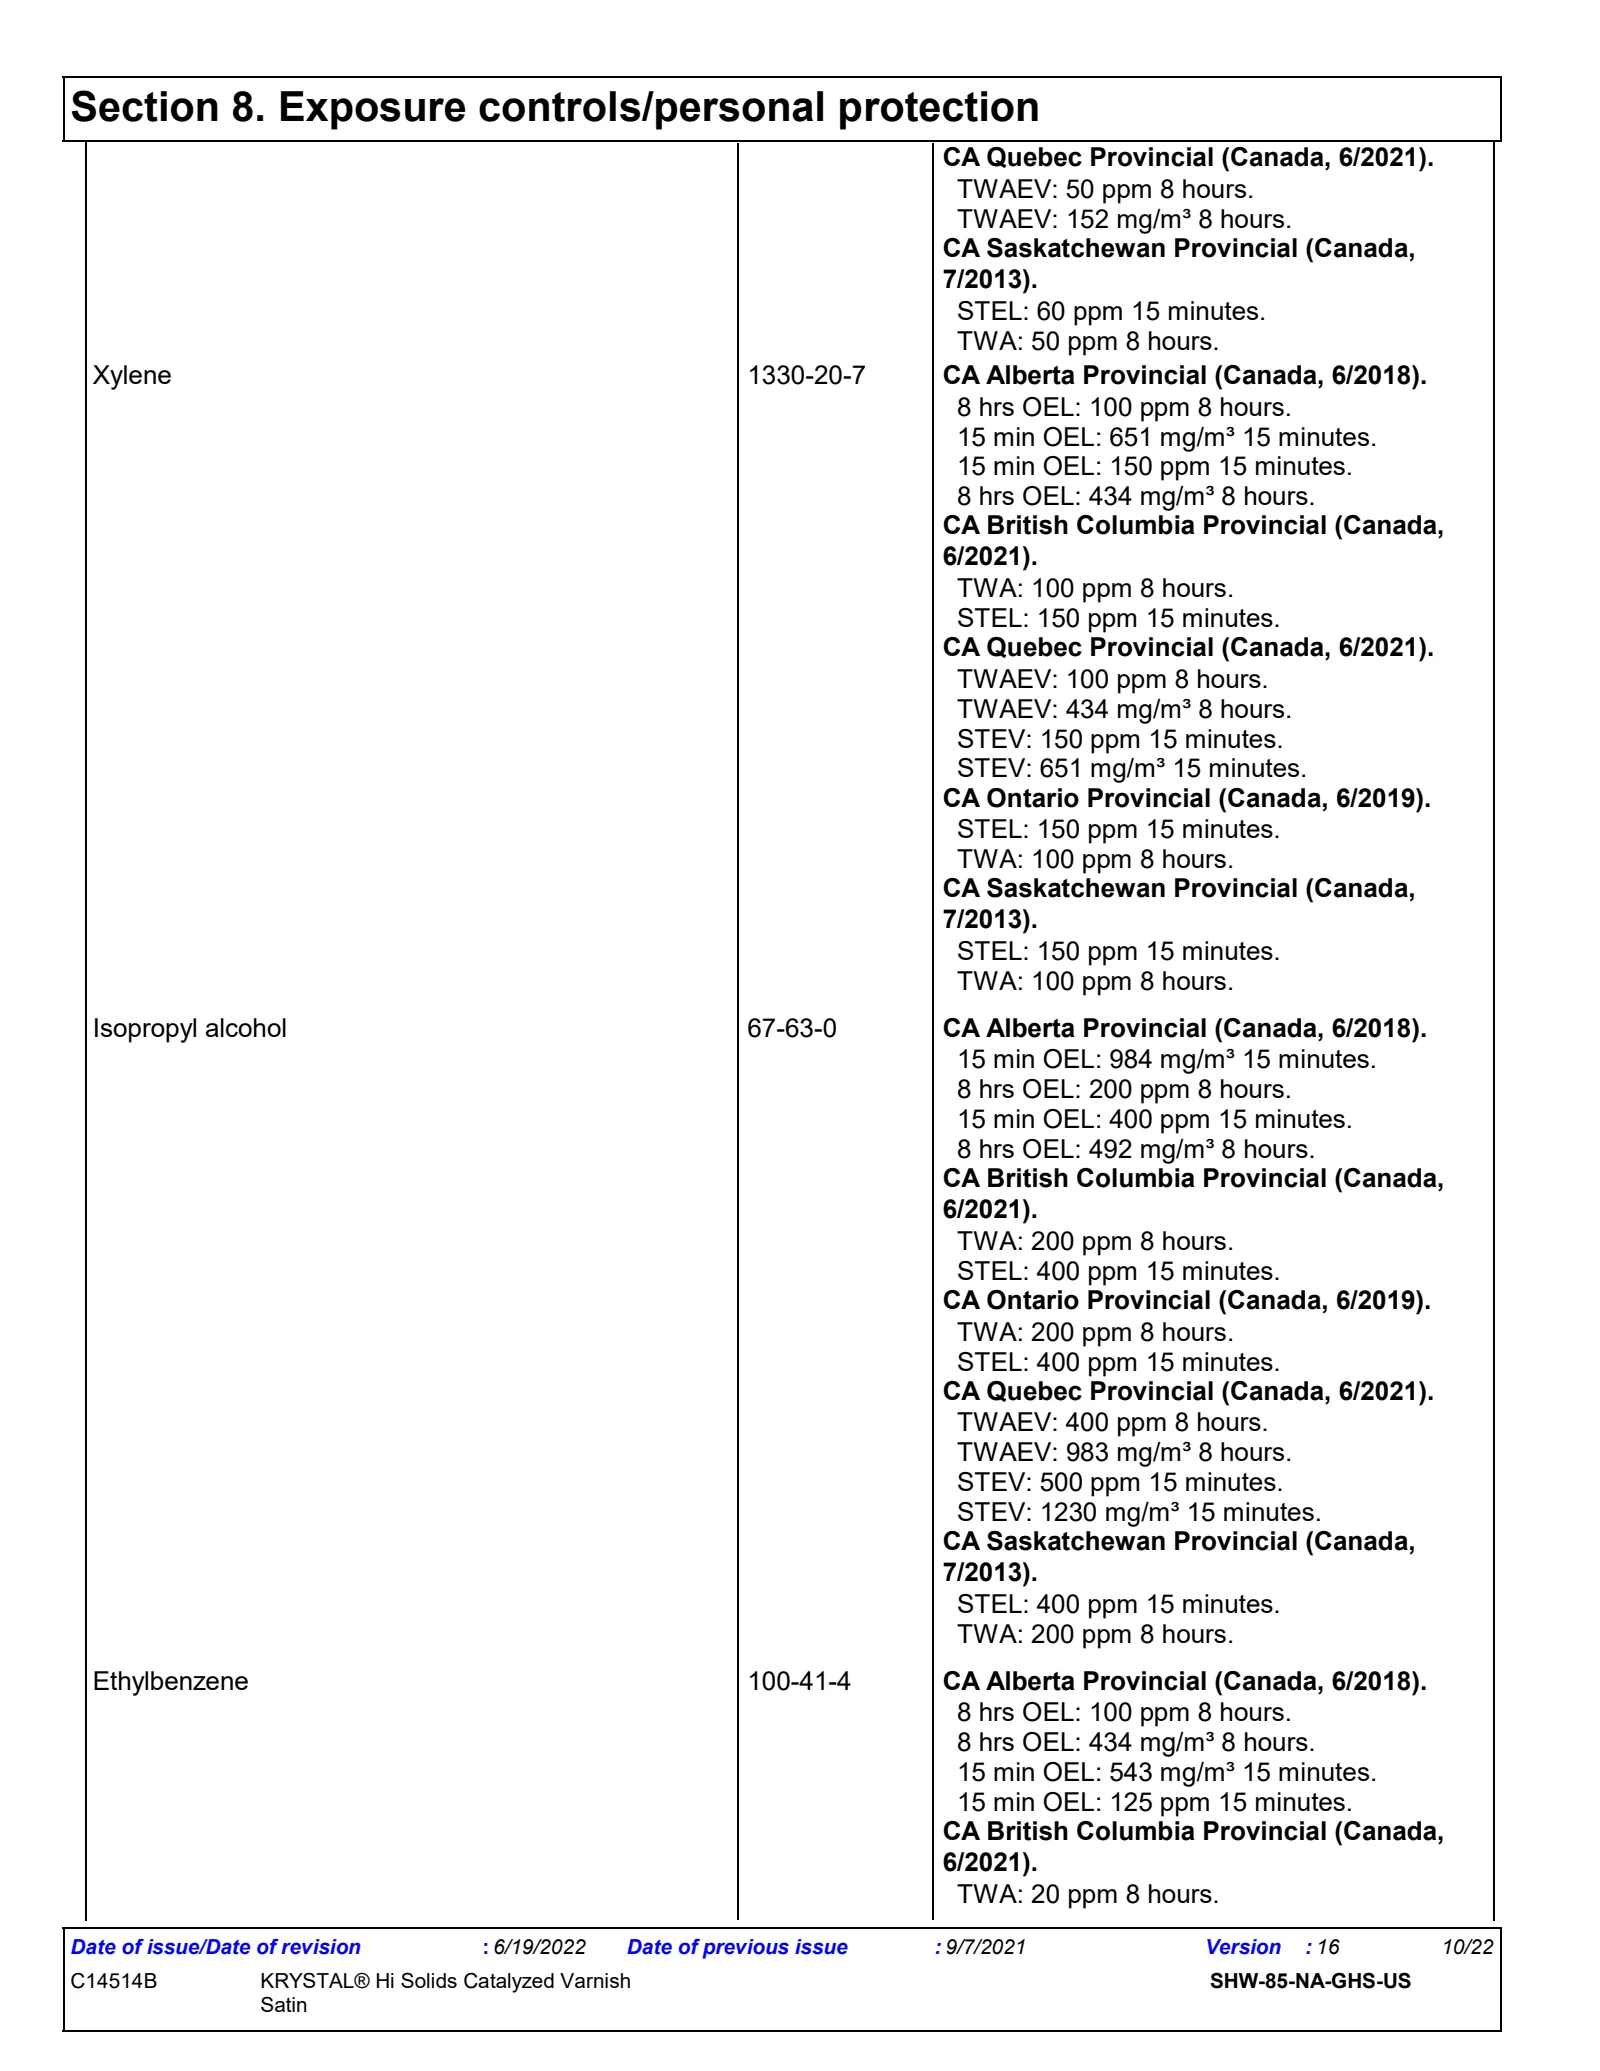 Section 8. Exposure controls/personal protection
CA Quebec Provincial (Canada, 6/2021).
TWAEV: 50 ppm 8 hours.
TWAEV: 152 mg/m³ 8 hours.
CA Saskatchewan Provincial (Canada,
7/2013).
STEL: 60 ppm 15 minutes.
TWA: 50 ppm 8 hours.
Xylene 1330-20-7 CA Alberta Provincial (Canada, 6/2018).
8 hrs OEL: 100 ppm 8 hours.
15 min OEL: 651 mg/m³ 15 minutes.
15 min OEL: 150 ppm 15 minutes.
8 hrs OEL: 434 mg/m³ 8 hours.
CA British Columbia Provincial (Canada,
6/2021).
TWA: 100 ppm 8 hours.
STEL: 150 ppm 15 minutes.
CA Quebec Provincial (Canada, 6/2021).
TWAEV: 100 ppm 8 hours.
TWAEV: 434 mg/m³ 8 hours.
STEV: 150 ppm 15 minutes.
STEV: 651 mg/m³ 15 minutes.
CA Ontario Provincial (Canada, 6/2019).
STEL: 150 ppm 15 minutes.
TWA: 100 ppm 8 hours.
CA Saskatchewan Provincial (Canada,
7/2013).
STEL: 150 ppm 15 minutes.
TWA: 100 ppm 8 hours.
Isopropyl alcohol 67-63-0 CA Alberta Provincial (Canada, 6/2018).
15 min OEL: 984 mg/m³ 15 minutes.
8 hrs OEL: 200 ppm 8 hours.
15 min OEL: 400 ppm 15 minutes.
8 hrs OEL: 492 mg/m³ 8 hours.
CA British Columbia Provincial (Canada,
6/2021).
TWA: 200 ppm 8 hours.
STEL: 400 ppm 15 minutes.
CA Ontario Provincial (Canada, 6/2019).
TWA: 200 ppm 8 hours.
STEL: 400 ppm 15 minutes.
CA Quebec Provincial (Canada, 6/2021).
TWAEV: 400 ppm 8 hours.
TWAEV: 983 mg/m³ 8 hours.
STEV: 500 ppm 15 minutes.
STEV: 1230 mg/m³ 15 minutes.
CA Saskatchewan Provincial (Canada,
7/2013).
STEL: 400 ppm 15 minutes.
TWA: 200 ppm 8 hours.
Ethylbenzene 100-41-4 CA Alberta Provincial (Canada, 6/2018).
8 hrs OEL: 100 ppm 8 hours.
8 hrs OEL: 434 mg/m³ 8 hours.
15 min OEL: 543 mg/m³ 15 minutes.
15 min OEL: 125 ppm 15 minutes.
CA British Columbia Provincial (Canada,
6/2021).
TWA: 20 ppm 8 hours.
Date of issue/Date of revision : 6/19/2022 Date of previous issue : 9/7/2021 Version : 16 10/22
C14514B KRYSTAL® Hi Solids Catalyzed Varnish SHW-85-NA-GHS-US
Satin